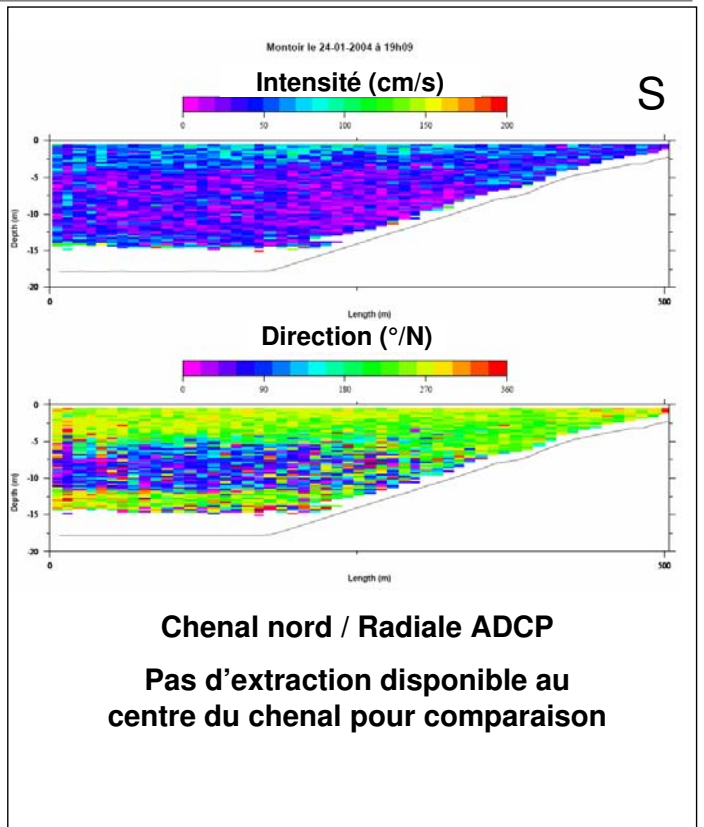 Montoir le 24-01-2004 à 19h09
Intensité (cm/s)
S
0 50 100 150 200
0
-5
-10
-15
-20
Depth (m)
0 500
Length (m)
Direction (°/N)
0 90 180 270 360
0
-5
-10
-15
-20
Depth (m)
0 500
Length (m)
Chenal nord / Radiale ADCP
Pas d'extraction disponible au
centre du chenal pour comparaison